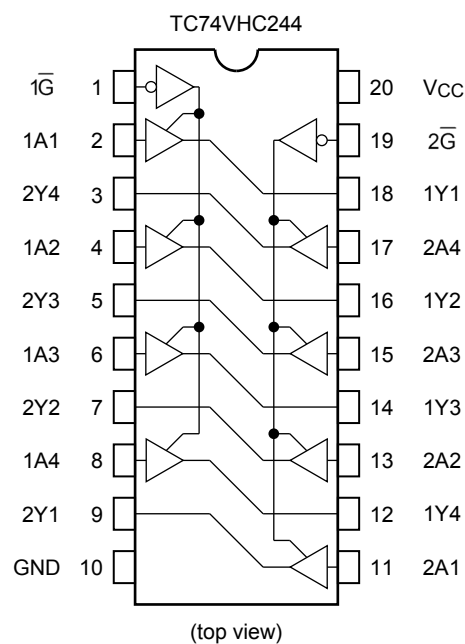 TC74VHC244
1G̅ 1 20 VCC
1A1 2 19 2G̅
2Y4 3 18 1Y1
1A2 4 17 2A4
2Y3 5 16 1Y2
1A3 6 15 2A3
2Y2 7 14 1Y3
1A4 8 13 2A2
2Y1 9 12 1Y4
GND 10 11 2A1
(top view)